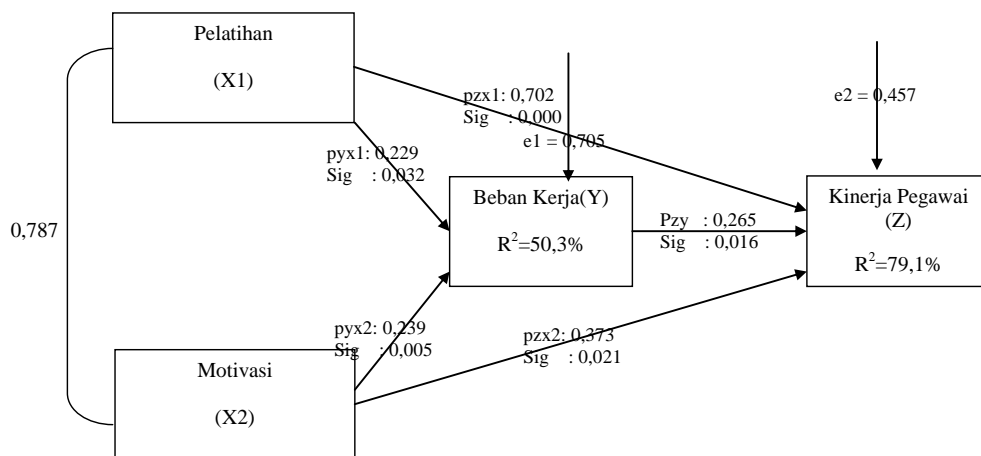 Pelatihan
(X1)
pzx1: 0,702
Sig : 0,000
e1 = 0,705
e2 = 0,457
pyx1: 0,229
Sig : 0,032
0,787
Beban Kerja(Y)
R²=50,3%
Pzy : 0,265
Sig : 0,016
Kinerja Pegawai
(Z)
R²=79,1%
pyx2: 0,239
Sig : 0,005
pzx2: 0,373
Sig : 0,021
Motivasi
(X2)